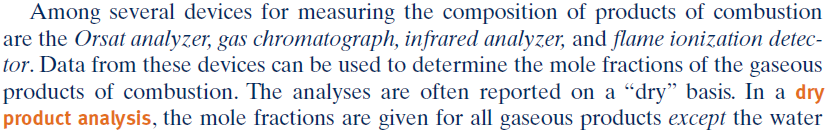 Among several devices for measuring the composition of products of combustion
are the Orsat analyzer, gas chromatograph, infrared analyzer, and flame ionization detec-
tor. Data from these devices can be used to determine the mole fractions of the gaseous
products of combustion. The analyses are often reported on a “dry” basis. In a dry
product analysis, the mole fractions are given for all gaseous products except the water